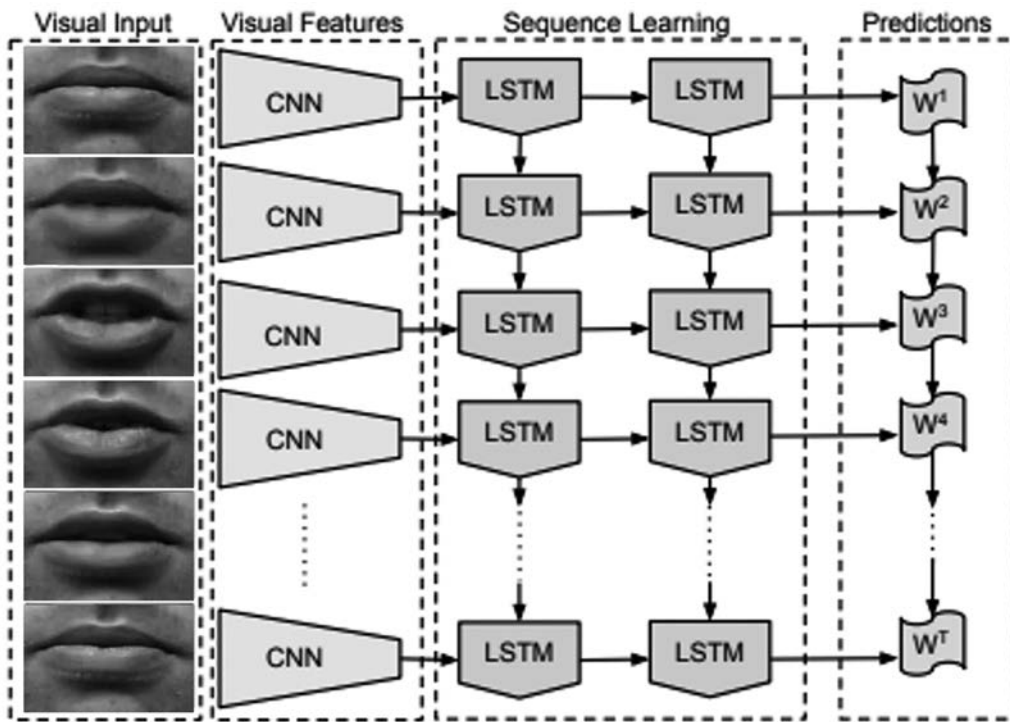 Visual Input Visual Features Sequence Learning Predictions
CNN LSTM LSTM W¹
CNN LSTM LSTM W²
CNN LSTM LSTM W³
CNN LSTM LSTM W⁴
CNN LSTM LSTM Wᵀ